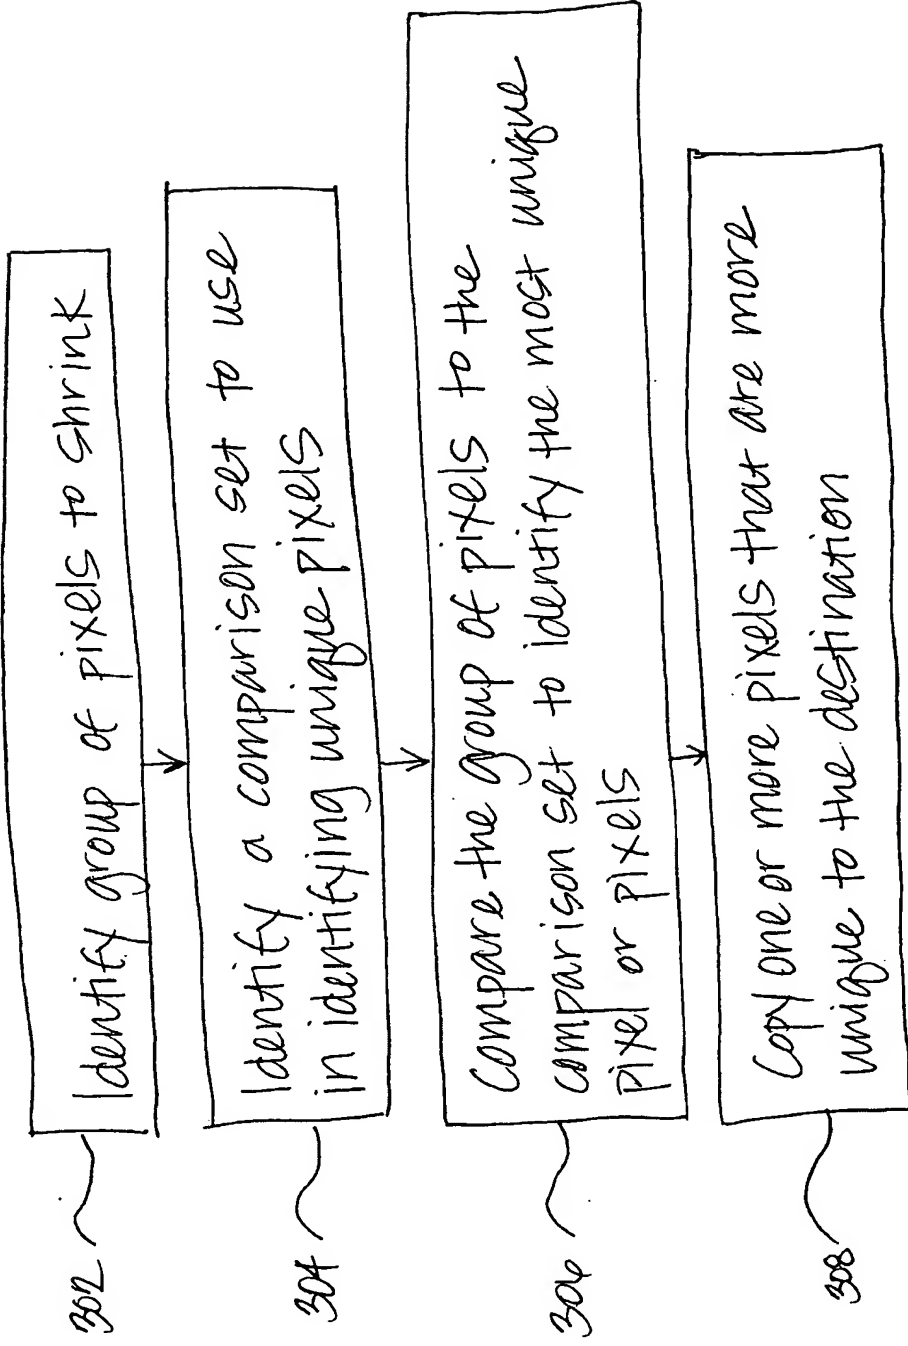 302
Identify group of pixels to shrink
304
Identify a comparison set to use
in identifying unique pixels
306
Compare the group of pixels to the
comparison set to identify the most unique
pixel or pixels
308
Copy one or more pixels that are more
unique to the destination